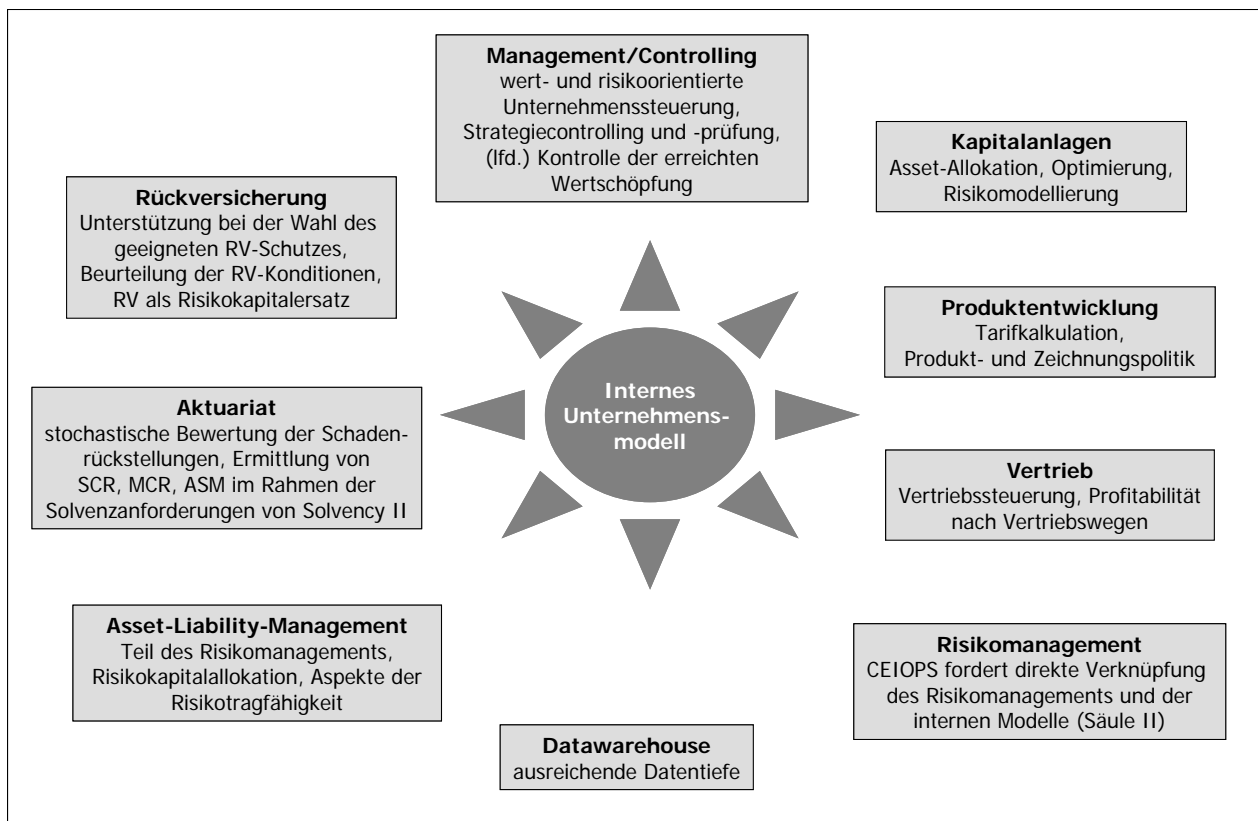 Management/Controlling
wert- und risikoorientierte
Unternehmenssteuerung,
Strategiecontrolling und -prüfung,
(lfd.) Kontrolle der erreichten
Wertschöpfung
Kapitalanlagen
Asset-Allokation, Optimierung,
Risikomodellierung
Rückversicherung
Unterstützung bei der Wahl des
geeigneten RV-Schutzes,
Beurteilung der RV-Konditionen,
RV als Risikokapitalersatz
Produktentwicklung
Tarifkalkulation,
Produkt- und Zeichnungspolitik
Internes
Unternehmens-
modell
Aktuariat
stochastische Bewertung der Schaden-
rückstellungen, Ermittlung von
SCR, MCR, ASM im Rahmen der
Solvenzanforderungen von Solvency II
Vertrieb
Vertriebssteuerung, Profitabilität
nach Vertriebswegen
Asset-Liability-Management
Teil des Risikomanagements,
Risikokapitalallokation, Aspekte der
Risikotragfähigkeit
Risikomanagement
CEIOPS fordert direkte Verknüpfung
des Risikomanagements und der
internen Modelle (Säule II)
Datawarehouse
ausreichende Datentiefe